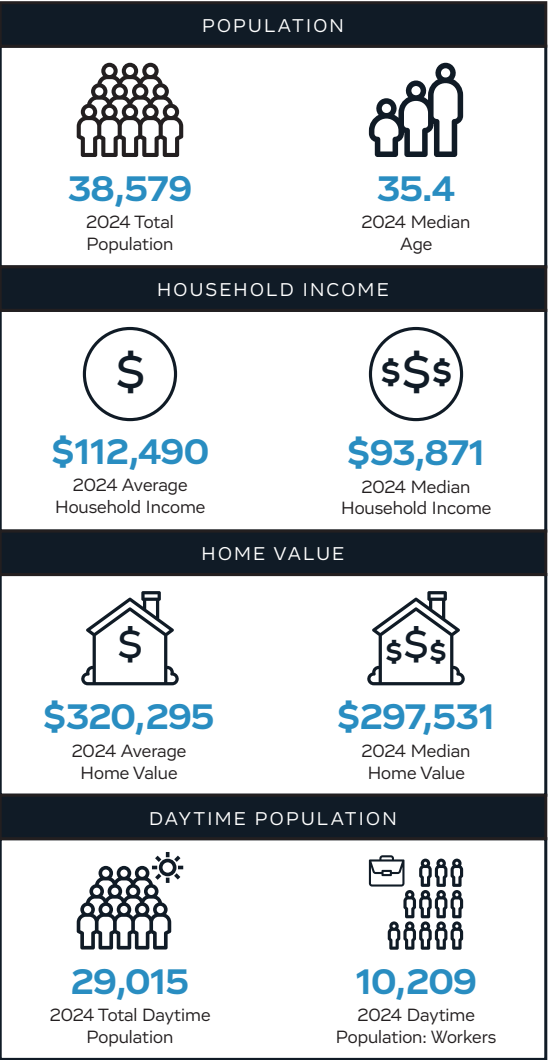 POPULATION
38,579
2024 Total
Population
35.4
2024 Median
Age
HOUSEHOLD INCOME
$
$112,490
2024 Average
Household Income
$$$
$93,871
2024 Median
Household Income
HOME VALUE
$
$320,295
2024 Average
Home Value
$$$
$297,531
2024 Median
Home Value
DAYTIME POPULATION
29,015
2024 Total Daytime
Population
10,209
2024 Daytime
Population: Workers